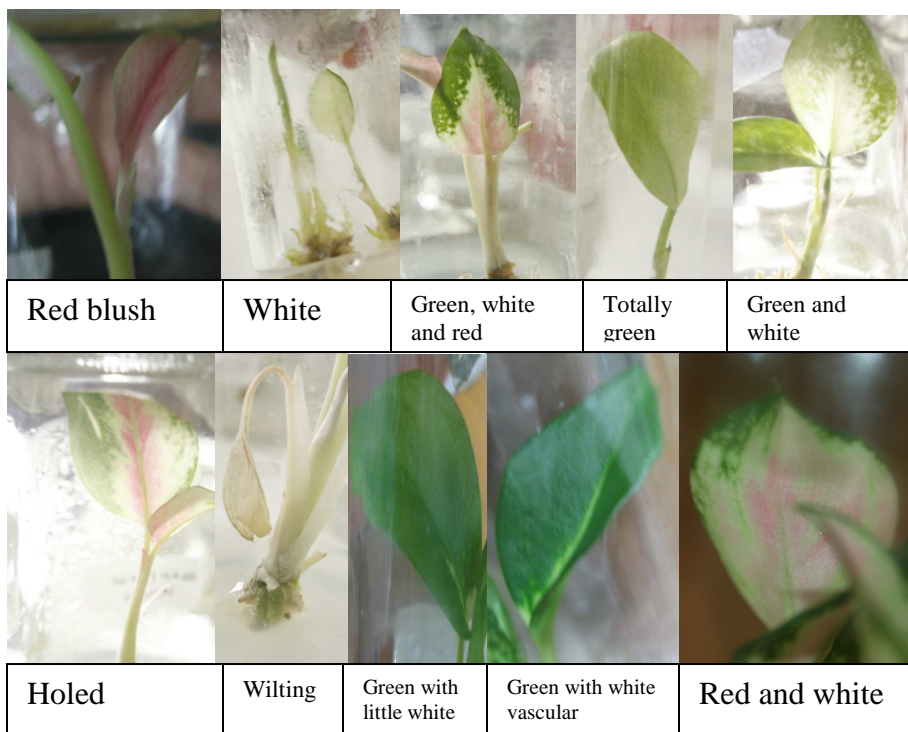 Red blush
White
Green, white
and red
Totally
green
Green and
white
Holed
Wilting
Green with
little white
Green with white
vascular
Red and white